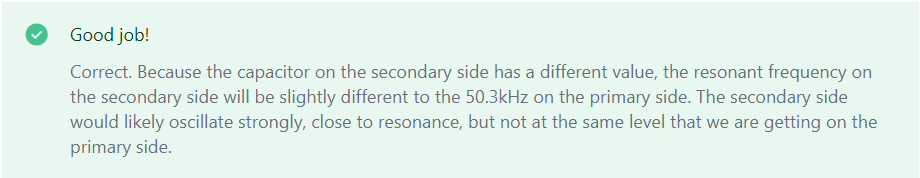 Good job!
Correct. Because the capacitor on the secondary side has a different value, the resonant frequency on
the secondary side will be slightly different to the 50.3kHz on the primary side. The secondary side
would likely oscillate strongly, close to resonance, but not at the same level that we are getting on the
primary side.